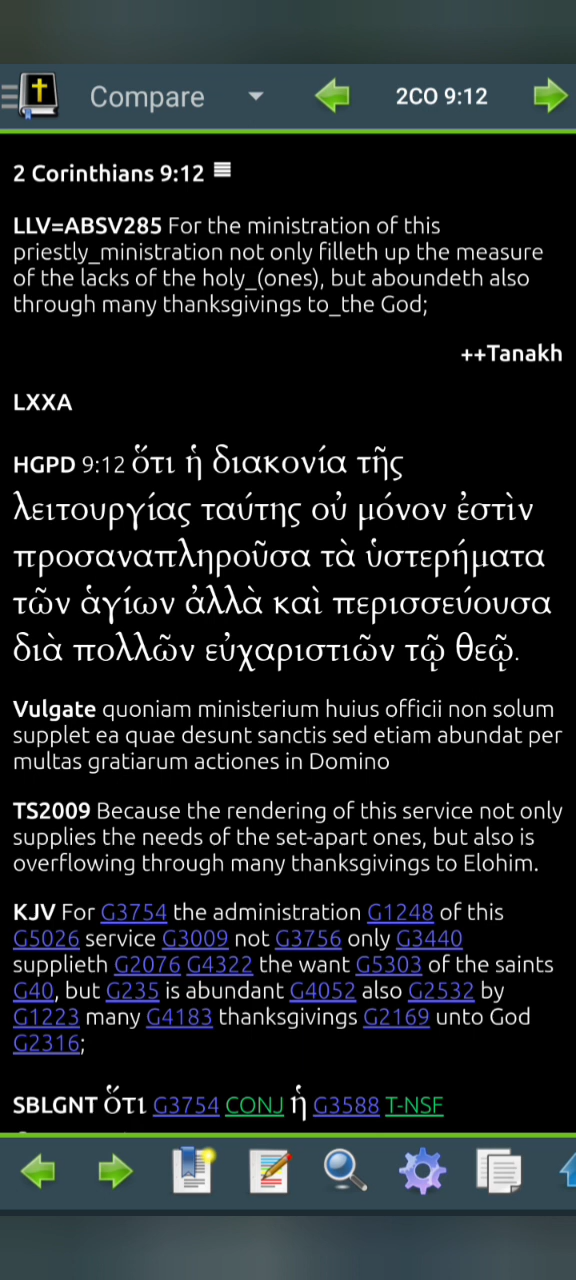 Compare
2CO 9:12
2 Corinthians 9:12
LLV=ABSV285 For the ministration of this
priestly_ministration not only filleth up the measure
of the lacks of the holy_(ones), but aboundeth also
through many thanksgivings to_the God;
++Tanakh
LXXA
HGPD 9:12 ὅτι ἡ διακονία τῆς
λειτουργίας ταύτης οὐ μόνον ἐστὶν
προσαναπληροῦσα τὰ ὑστερήματα
τῶν ἁγίων ἀλλὰ καὶ περισσεύουσα
διὰ πολλῶν εὐχαριστιῶν τῷ θεῷ.
Vulgate quoniam ministerium huius officii non solum
supplet ea quae desunt sanctis sed etiam abundat per
multas gratiarum actiones in Domino
TS2009 Because the rendering of this service not only
supplies the needs of the set-apart ones, but also is
overflowing through many thanksgivings to Elohim.
KJV For G3754 the administration G1248 of this
G5026 service G3009 not G3756 only G3440
supplieth G2076 G4322 the want G5303 of the saints
G40, but G235 is abundant G4052 also G2532 by
G1223 many G4183 thanksgivings G2169 unto God
G2316;
SBLGNT ὅτι G3754 CONJ ἡ G3588 T-NSF